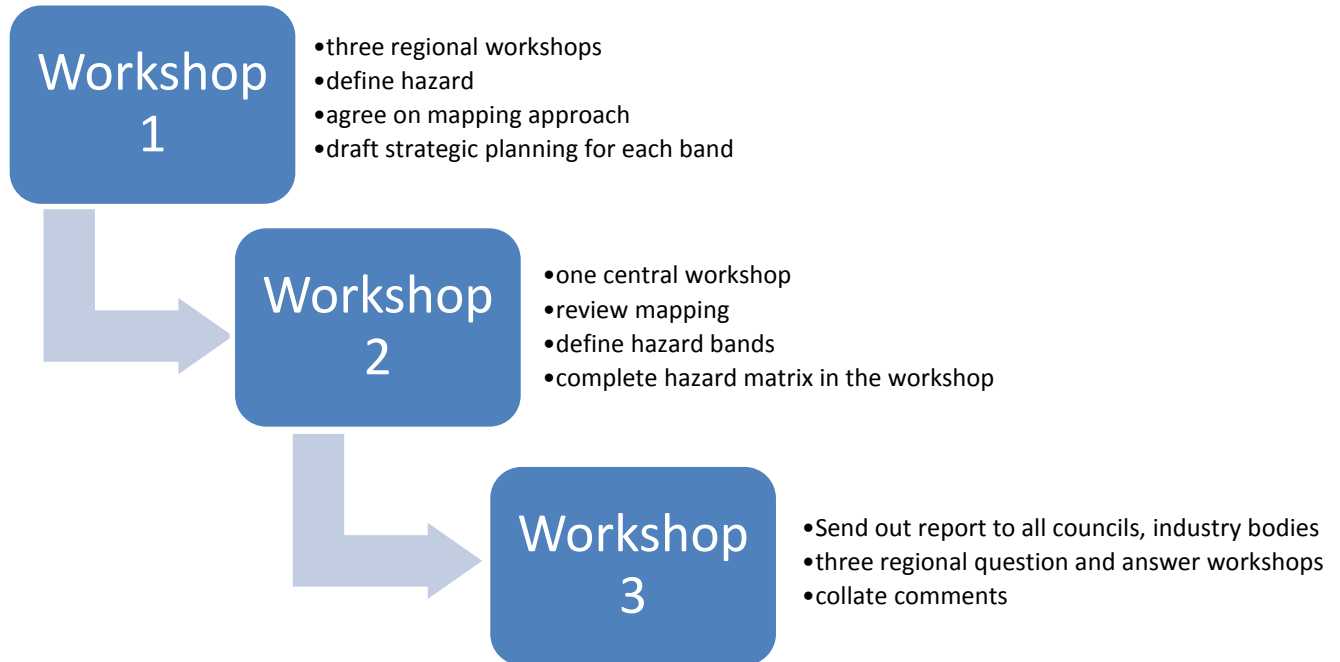 Workshop
1
•three regional workshops
•define hazard
•agree on mapping approach
•draft strategic planning for each band
Workshop
2
•one central workshop
•review mapping
•define hazard bands
•complete hazard matrix in the workshop
Workshop
3
•Send out report to all councils, industry bodies
•three regional question and answer workshops
•collate comments